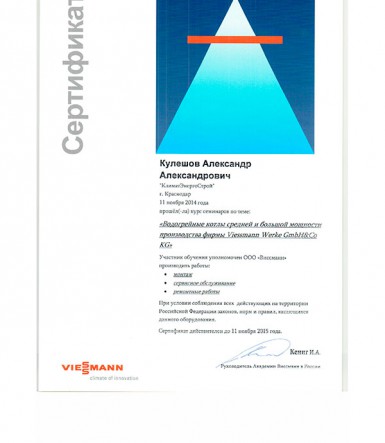 Сертификат
Кулешов Александр
Александрович
"КлиматЭнергоСтрой"
г. Краснодар
11 ноября 2014 года
прошёл(-ла) курс семинаров по теме:
«Водогрейные котлы средней и большой мощности
производства фирмы Viessmann Werke GmbH&Co
KG»
Участник обучения уполномочен ООО «Виссманн»
производить работы:
• монтаж
• сервисное обслуживание
• ремонтные работы
При условии соблюдения всех действующих на территории
Российской Федерации законов, норм и правил, касающихся
данного оборудования.
Сертификат действителен до 11 ноября 2015 года.
Кениг И.А.
Руководитель Академии Виссманн в России
VIESSMANN
climate of innovation